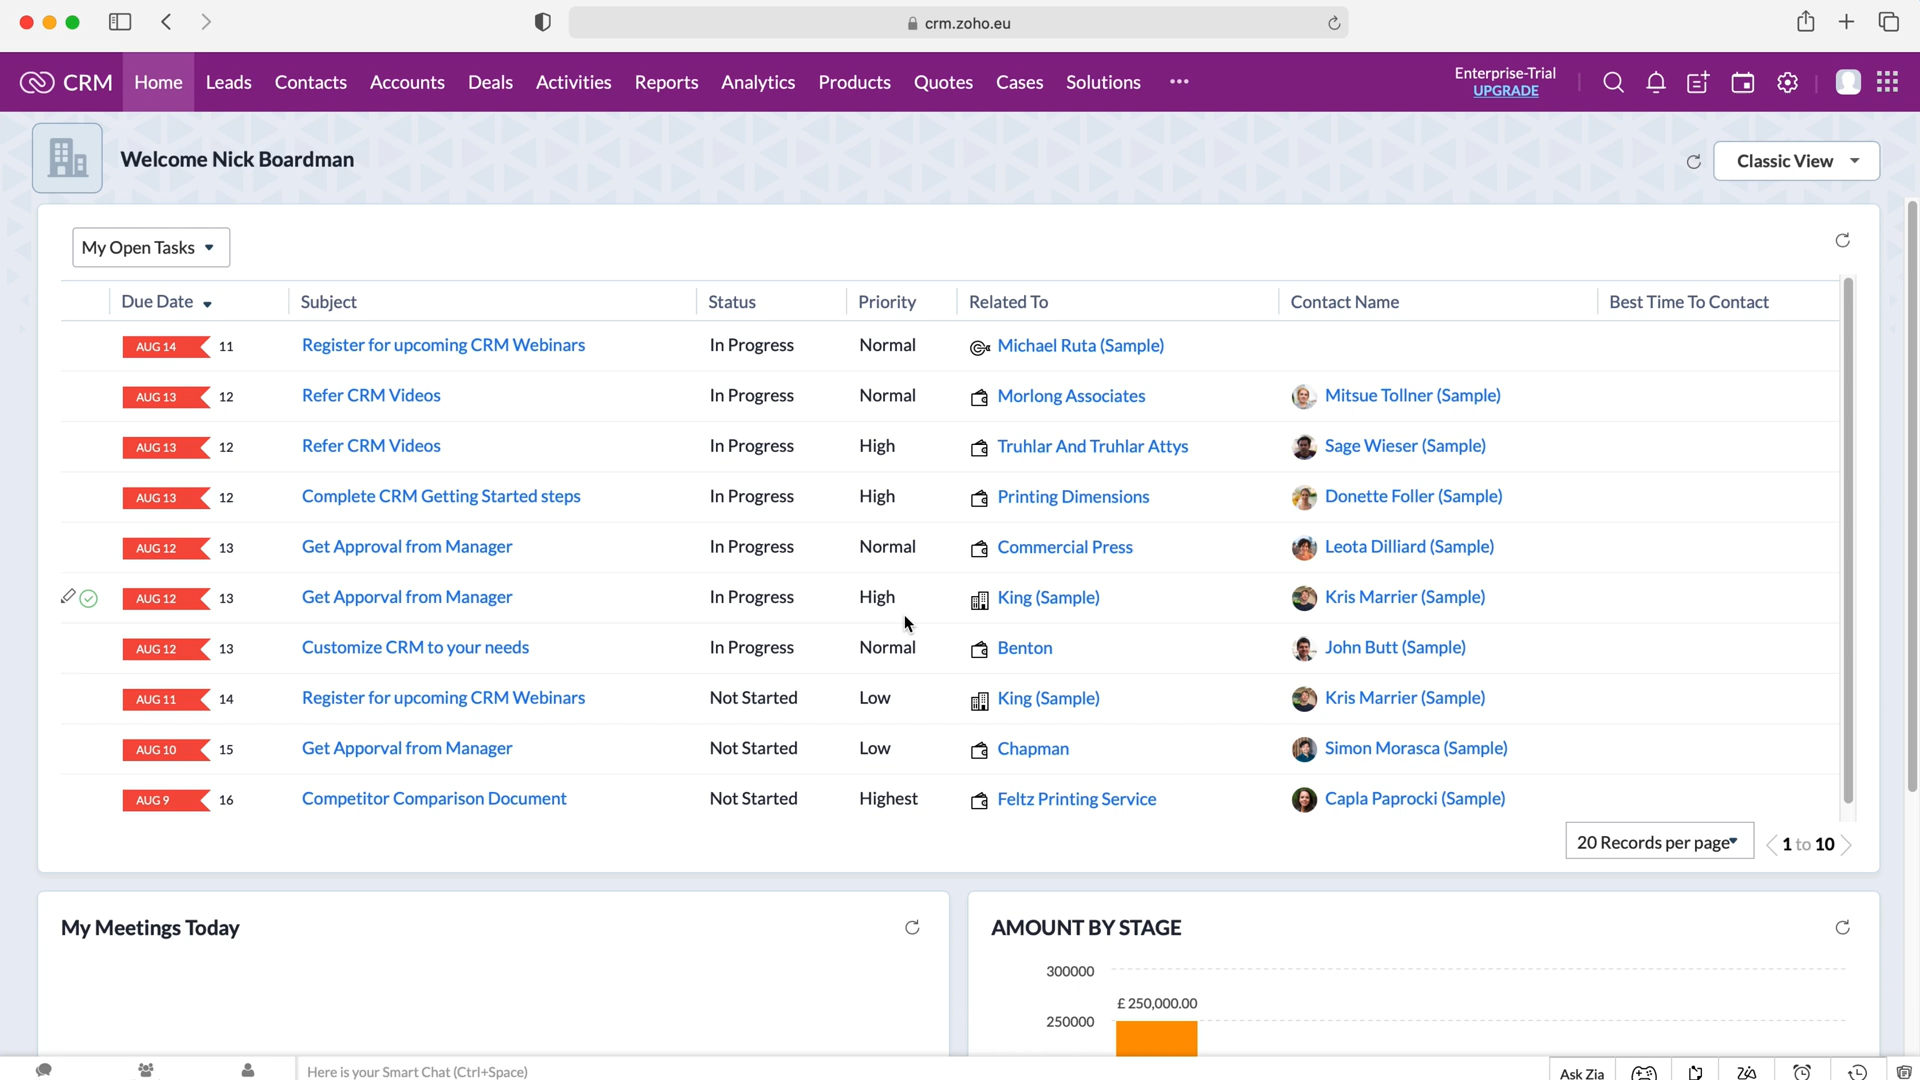 crm.zoho.eu
CRM Home Leads Contacts Accounts Deals Activities Reports Analytics Products Quotes Cases Solutions ••• Enterprise-Trial
UPGRADE
Welcome Nick Boardman
Classic View
My Open Tasks
Due Date Subject Status Priority Related To Contact Name Best Time To Contact
AUG 14 11 Register for upcoming CRM Webinars In Progress Normal Michael Ruta (Sample)
AUG 13 12 Refer CRM Videos In Progress Normal Morlong Associates Mitsue Tollner (Sample)
AUG 13 12 Refer CRM Videos In Progress High Truhlar And Truhlar Attys Sage Wieser (Sample)
AUG 13 12 Complete CRM Getting Started steps In Progress High Printing Dimensions Donette Foller (Sample)
AUG 12 13 Get Approval from Manager In Progress Normal Commercial Press Leota Dilliard (Sample)
AUG 12 13 Get Apporval from Manager In Progress High King (Sample) Kris Marrier (Sample)
AUG 12 13 Customize CRM to your needs In Progress Normal Benton John Butt (Sample)
AUG 11 14 Register for upcoming CRM Webinars Not Started Low King (Sample) Kris Marrier (Sample)
AUG 10 15 Get Apporval from Manager Not Started Low Chapman Simon Morasca (Sample)
AUG 9 16 Competitor Comparison Document Not Started Highest Feltz Printing Service Capla Paprocki (Sample)
20 Records per page 1 to 10
My Meetings Today
AMOUNT BY STAGE
300000
£ 250,000.00
250000
Here is your Smart Chat (Ctrl+Space)
Ask Zia